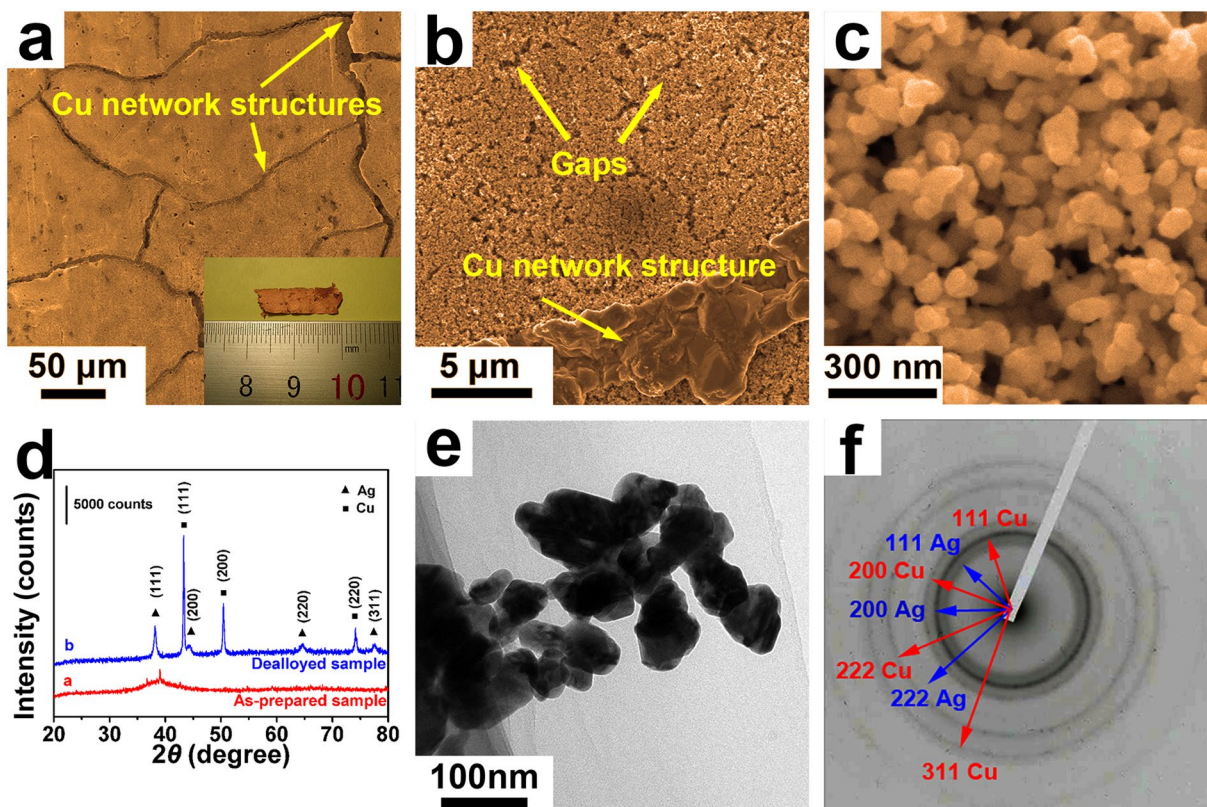 a
Cu network structures
50 μm
mm
8 9 10 11
b
Gaps
Cu network structure
5 μm
c
300 nm
d
5000 counts
▲ Ag
■ Cu
(111)
(111)
(200)
(200)
(220)
(220)
(311)
b
Dealloyed sample
a
As-prepared sample
Intensity (counts)
20 30 40 50 60 70 80
2θ (degree)
e
100nm
f
111 Cu
111 Ag
200 Cu
200 Ag
222 Cu
222 Ag
311 Cu